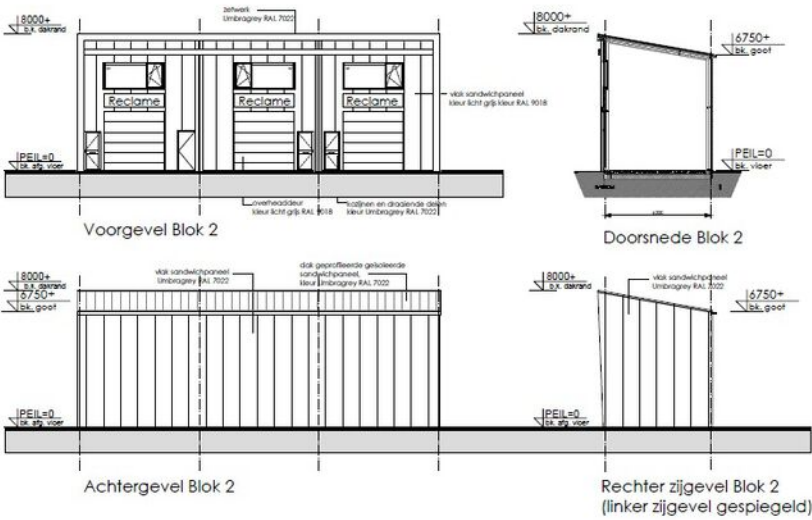 zetwerk
Umbragrey RAL 7022
8000+
b.k. dakrand
Reclame
Reclame
Reclame
vlak sandwichpaneel
kleur licht grijs kleur RAL 9018
PEIL=0
bk. afg. vloer
overheaddeur
kleur licht grijs RAL 9018
kozijnen en draaiende delen
kleur Umbragrey RAL 7022
Voorgevel Blok 2
8000+
bk. dakrand
6750+
bk. goot
PEIL=0
bk. vloer
Doorsnede Blok 2
8000+
b.k. dakrand
6750+
bk. goot
vlak sandwichpaneel
Umbragrey RAL 7022
dak geprofileerde geïsoleerde
sandwichpaneel,
kleur Umbragrey RAL 7022
PEIL=0
bk. afg. vloer
Achtergevel Blok 2
8000+
b.k. dakrand
vlak sandwichpaneel
Umbragrey RAL 7022
6750+
bk. goot
PEIL=0
bk. afg. vloer
Rechter zijgevel Blok 2
(linker zijgevel gespiegeld)